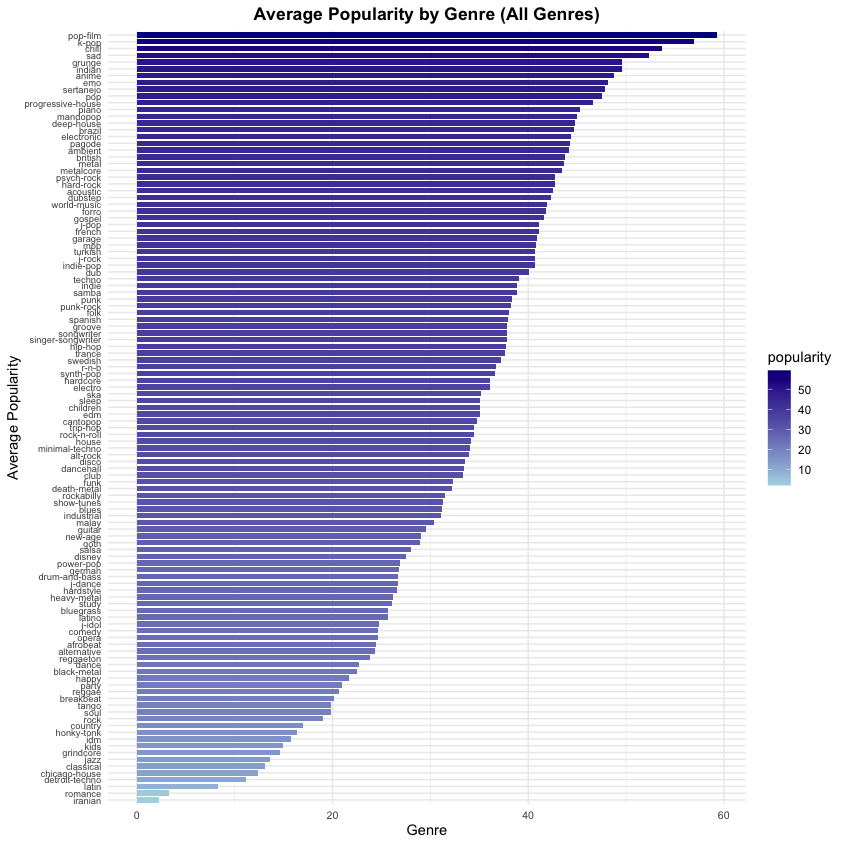 Average Popularity by Genre (All Genres)
pop-film
k-pop
chill
sad
grunge
indian
anime
emo
sertanejo
pop
progressive-house
piano
mandopop
deep-house
brazil
electronic
pagode
ambient
british
metal
metalcore
psych-rock
hard-rock
acoustic
dubstep
world-music
forro
gospel
j-pop
french
garage
mpb
turkish
j-rock
indie-pop
dub
techno
indie
samba
punk
punk-rock
folk
spanish
groove
songwriter
singer-songwriter
hip-hop
trance
swedish
r-n-b
synth-pop
hardcore
electro
ska
sleep
children
edm
cantopop
trip-hop
rock-n-roll
house
minimal-techno
alt-rock
disco
dancehall
club
funk
death-metal
rockabilly
show-tunes
blues
industrial
malay
guitar
new-age
goth
salsa
disney
power-pop
german
drum-and-bass
j-dance
hardstyle
heavy-metal
study
bluegrass
latino
j-idol
comedy
opera
afrobeat
alternative
reggaeton
dance
black-metal
happy
party
reggae
breakbeat
tango
soul
rock
country
honky-tonk
idm
kids
grindcore
jazz
classical
chicago-house
detroit-techno
latin
romance
iranian
0 20 40 60
Genre
Average Popularity
popularity
50
40
30
20
10